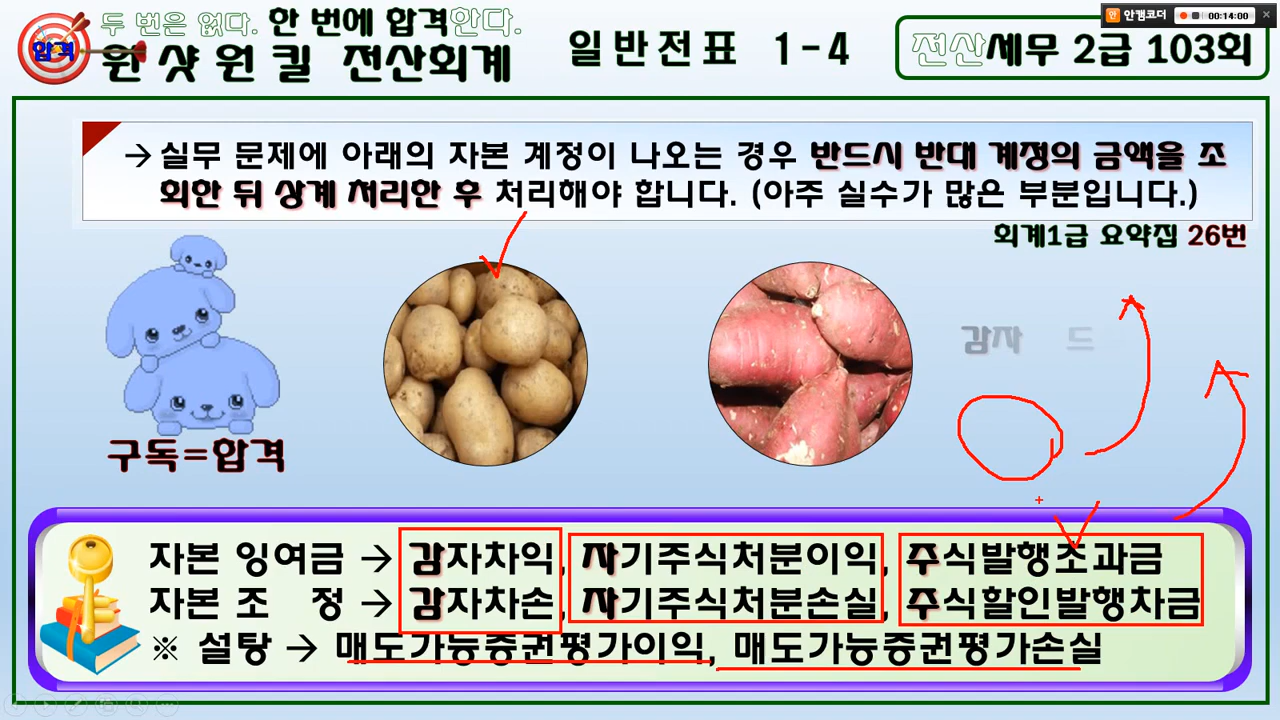 두 번은 없다. 한 번에 합격한다.
합격
원 샷 원 킬 전산회계
일반전표 1-4
안캠코더
00:14:00
전산세무 2급 103회
→ 실무 문제에 아래의 자본 계정이 나오는 경우 반드시 반대 계정의 금액을 조
회한 뒤 상계 처리한 후 처리해야 합니다. (아주 실수가 많은 부분입니다.)
회계1급 요약집 26번
감자 드
구독=합격
자본 잉여금 → 감자차익, 자기주식처분이익, 주식발행초과금
자본 조 정 → 감자차손, 자기주식처분손실, 주식할인발행차금
※ 설탕 → 매도가능증권평가이익, 매도가능증권평가손실